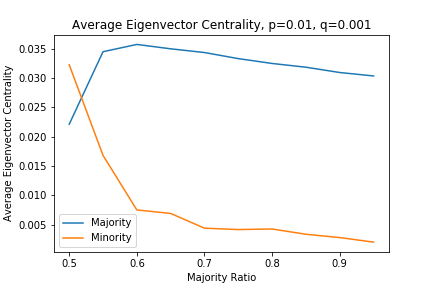 Average Eigenvector Centrality, p=0.01, q=0.001
Average Eigenvector Centrality
0.035
0.030
0.025
0.020
0.015
0.010
0.005
Majority
Minority
0.5 0.6 0.7 0.8 0.9
Majority Ratio